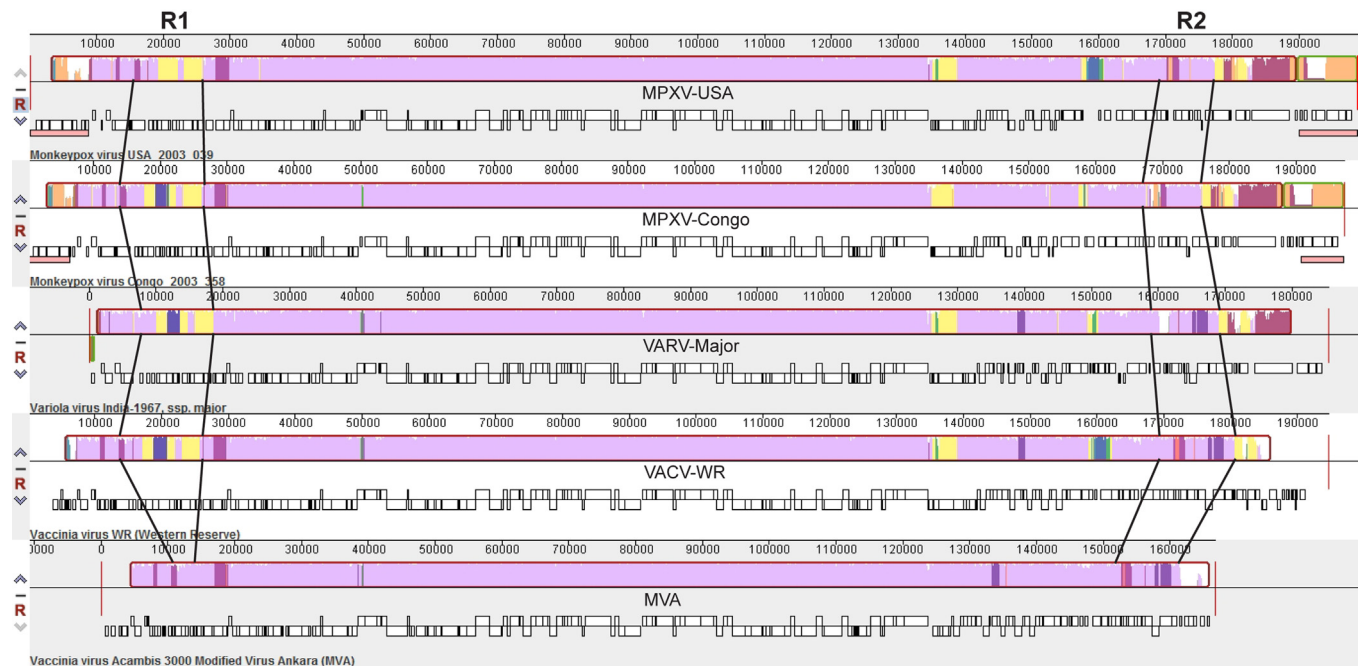 R1 R2
10000 20000 30000 40000 50000 60000 70000 80000 90000 100000 110000 120000 130000 140000 150000 160000 170000 180000 190000
R
MPXV-USA
Monkeypox virus USA_2003_039
10000 20000 30000 40000 50000 60000 70000 80000 90000 100000 110000 120000 130000 140000 150000 160000 170000 180000 190000
R
MPXV-Congo
Monkeypox virus Congo_2003_358
0 10000 20000 30000 40000 50000 60000 70000 80000 90000 100000 110000 120000 130000 140000 150000 160000 170000 180000
R
VARV-Major
Variola virus India-1967, ssp. major
10000 20000 30000 40000 50000 60000 70000 80000 90000 100000 110000 120000 130000 140000 150000 160000 170000 180000 190000
R
VACV-WR
Vaccinia virus WR (Western Reserve)
0000 0 10000 20000 30000 40000 50000 60000 70000 80000 90000 100000 110000 120000 130000 140000 150000 160000
R
MVA
Vaccinia virus Acambis 3000 Modified Virus Ankara (MVA)